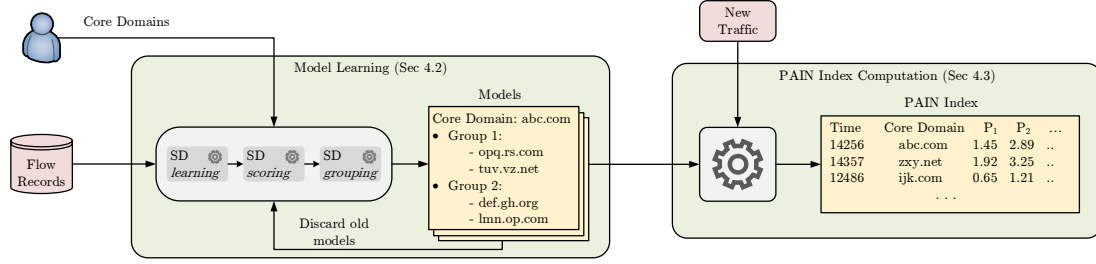 Core Domains
New
Traffic
Model Learning (Sec 4.2)
PAIN Index Computation (Sec 4.3)
Flow
Records
SD
learning
SD
scoring
SD
grouping
Discard old
models
Models
Core Domain: abc.com
• Group 1:
- opq.rs.com
- tuv.vz.net
• Group 2:
- def.gh.org
- lmn.op.com
PAIN Index
Time Core Domain P1 P2 ...
14256 abc.com 1.45 2.89 ..
14357 zxy.net 1.92 3.25 ..
12486 ijk.com 0.65 1.21 ..
. . .